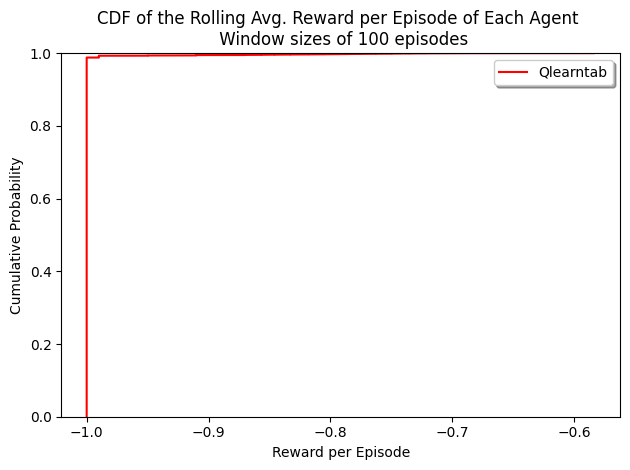 CDF of the Rolling Avg. Reward per Episode of Each Agent
Window sizes of 100 episodes
Qlearntab
Cumulative Probability
1.0
0.8
0.6
0.4
0.2
0.0
−1.0 −0.9 −0.8 −0.7 −0.6
Reward per Episode